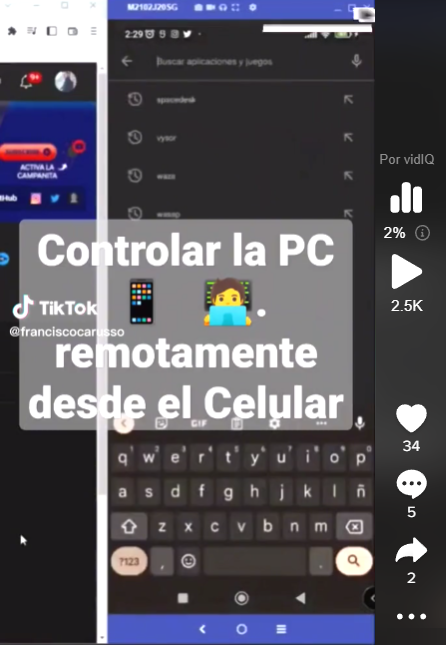 M2102J20SG
2:29
Buscar aplicaciones y juegos
9+
spacedesk
ACTIVA LA
CAMPANITA
vysor
Por vidIQ
waze
2%
Controlar la PC
TikTok
@franciscocarusso
remotamente
desde el Celular
2.5K
GIF
34
q w e r t y u i o p
a s d f g h j k l ñ
5
z x c v b n m
?123 , .
2